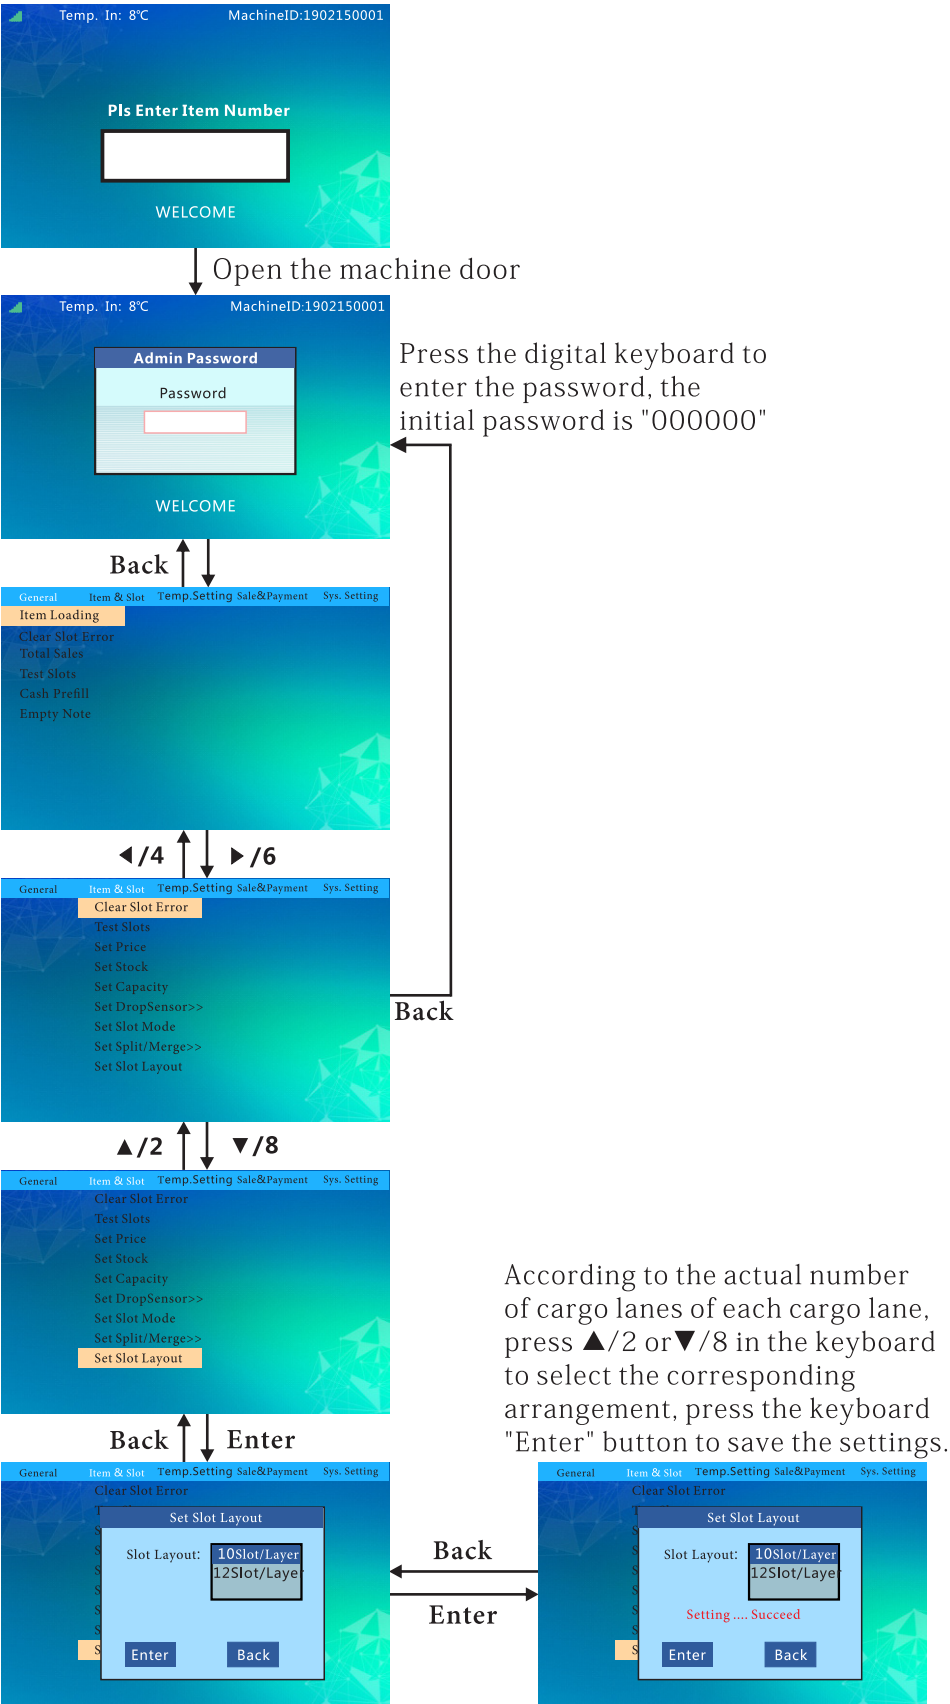 Temp. In: 8℃ MachineID:1902150001
Pls Enter Item Number
WELCOME
Open the machine door
Temp. In: 8℃ MachineID:1902150001
Admin Password
Password
WELCOME
Press the digital keyboard to
enter the password, the
initial password is "000000"
Back
General Item & Slot Temp.Setting Sale&Payment Sys. Setting
Item Loading
Clear Slot Error
Total Sales
Test Slots
Cash Prefill
Empty Note
◀/4 ▶/6
General Item & Slot Temp.Setting Sale&Payment Sys. Setting
Clear Slot Error
Test Slots
Set Price
Set Stock
Set Capacity
Set DropSensor>>
Set Slot Mode
Set Split/Merge>>
Set Slot Layout
Back
▲/2 ▼/8
General Item & Slot Temp.Setting Sale&Payment Sys. Setting
Clear Slot Error
Test Slots
Set Price
Set Stock
Set Capacity
Set DropSensor>>
Set Slot Mode
Set Split/Merge>>
Set Slot Layout
According to the actual number
of cargo lanes of each cargo lane,
press ▲/2 or▼/8 in the keyboard
to select the corresponding
arrangement, press the keyboard
"Enter" button to save the settings.
Back Enter
General Item & Slot Temp.Setting Sale&Payment Sys. Setting
Clear Slot Error
Set Slot Layout
Slot Layout: 10Slot/Layer
12Slot/Laye
Enter Back
Back
Enter
General Item & Slot Temp.Setting Sale&Payment Sys. Setting
Clear Slot Error
Set Slot Layout
Slot Layout: 10Slot/Layer
12Slot/Laye
Setting .... Succeed
Enter Back